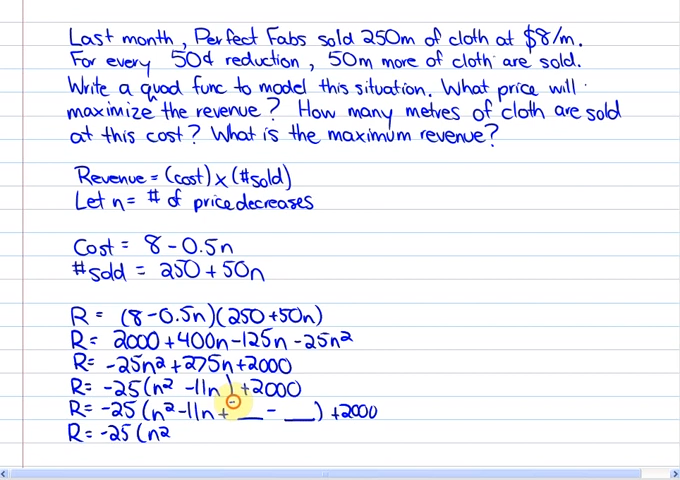 Last month, Perfect Fabs sold 250m of cloth at $8/m.
For every 50¢ reduction, 50m more of cloth are sold.
Write a quad func to model this situation. What price will
maximize the revenue? How many metres of cloth are sold
at this cost? What is the maximum revenue?
Revenue = (cost) x (#sold)
Let n = # of price decreases
Cost = 8 - 0.5n
#sold = 250 + 50n
R = (8 - 0.5n)(250 + 50n)
R = 2000 + 400n - 125n - 25n²
R = -25n² + 275n + 2000
R = -25(n² - 11n) + 2000
R = -25(n² - 11n + __ - __) + 2000
R = -25(n²